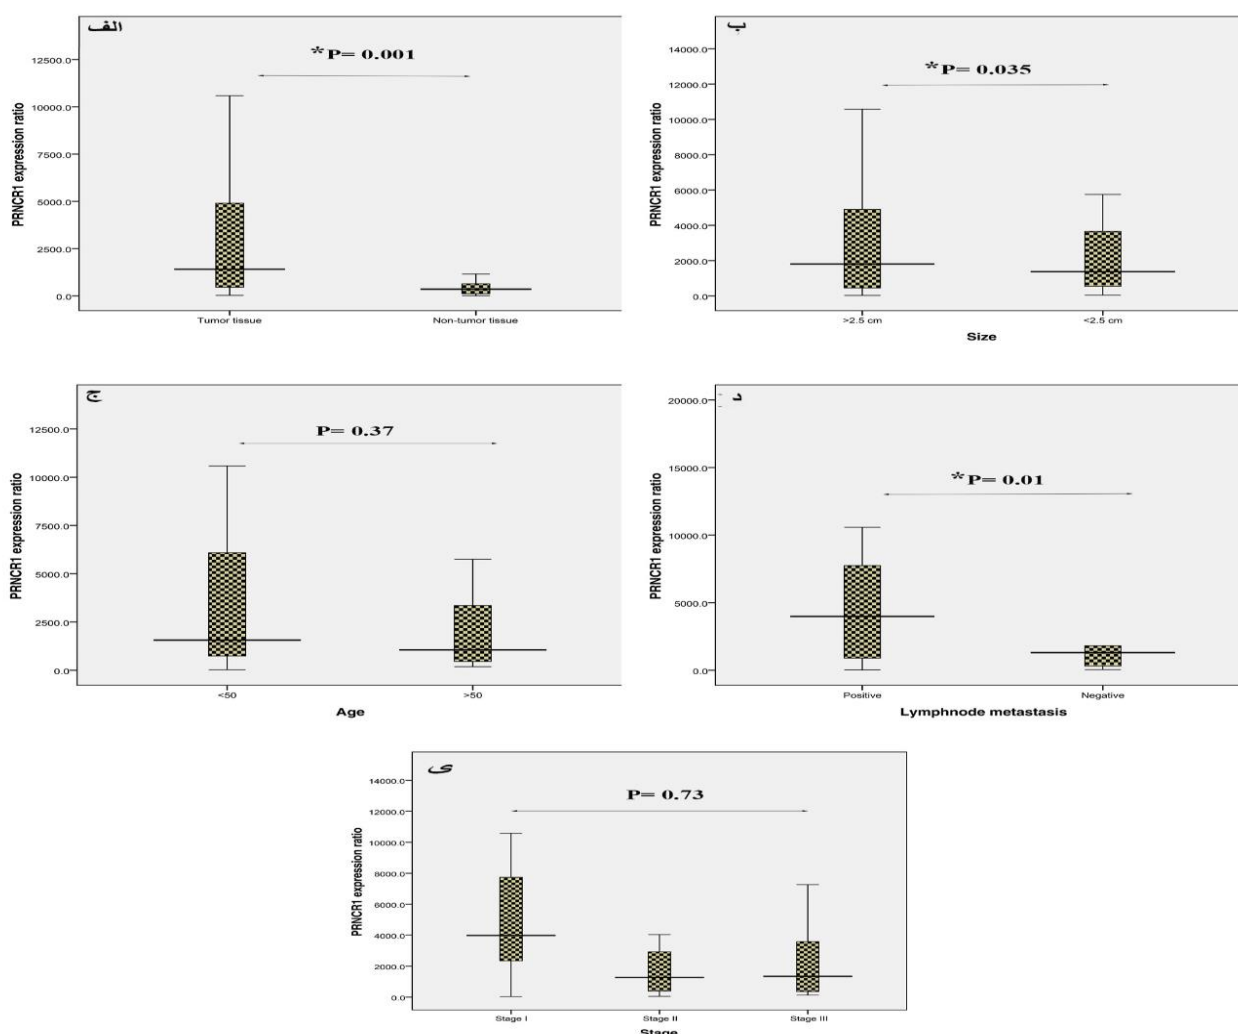 الف
*P= 0.001
PRNCR1 expression ratio
12500.0
10000.0
7500.0
5000.0
2500.0
0.0
Tumor tissue Non-tumor tissue
ب
*P= 0.035
PRNCR1 expression ratio
14000.0
12000.0
10000.0
8000.0
6000.0
4000.0
2000.0
0.0
>2.5 cm <2.5 cm
Size
ج
P= 0.37
PRNCR1 expression ratio
12500.0
10000.0
7500.0
5000.0
2500.0
0.0
<50 >50
Age
د
*P= 0.01
PRNCR1 expression ratio
20000.0
15000.0
10000.0
5000.0
0.0
Positive Negative
Lymphnode metastasis
ی
P= 0.73
PRNCR1 expression ratio
14000.0
12000.0
10000.0
8000.0
6000.0
4000.0
2000.0
0.0
Stage I Stage II Stage III
Stage